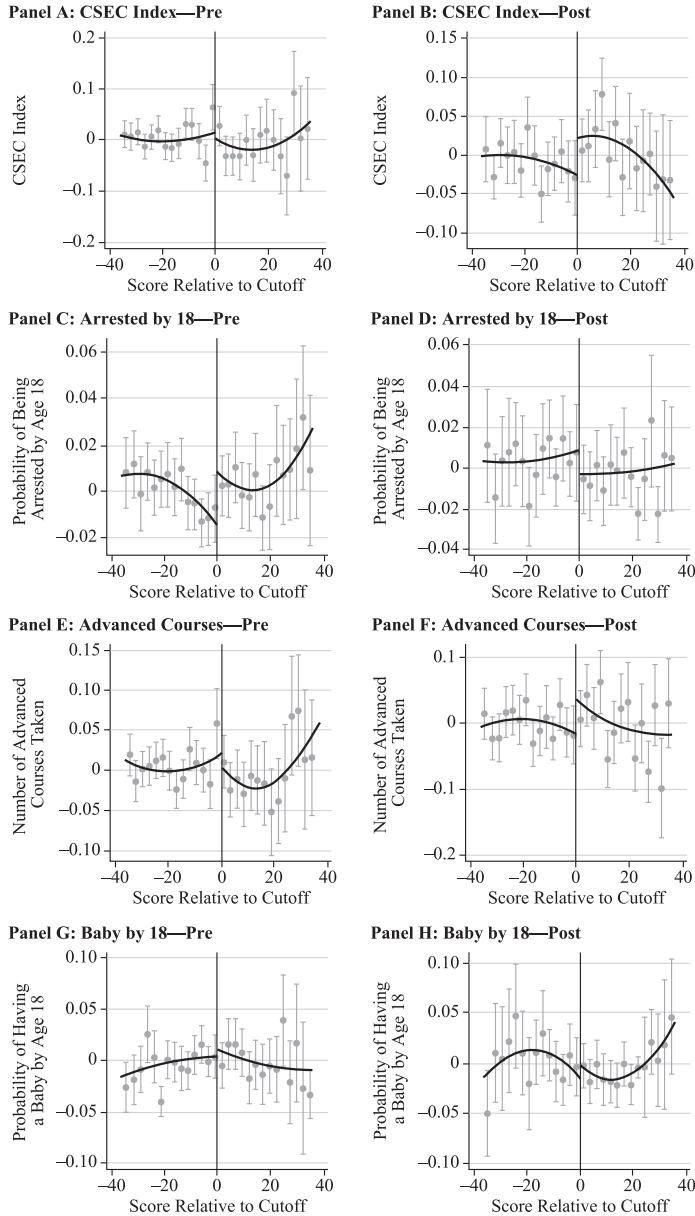 Panel A: CSEC Index—Pre
CSEC Index
0.2
0.1
0
−0.1
−0.2
−40
−20
0
20
40
Score Relative to Cutoff
Panel B: CSEC Index—Post
CSEC Index
0.15
0.10
0.05
0
−0.05
−0.10
−40
−20
0
20
40
Score Relative to Cutoff
Panel C: Arrested by 18—Pre
Probability of Being
Arrested by Age 18
0.06
0.04
0.02
0
−0.02
−40
−20
0
20
40
Score Relative to Cutoff
Panel D: Arrested by 18—Post
Probability of Being
Arrested by Age 18
0.06
0.04
0.02
0
−0.02
−0.04
−40
−20
0
20
40
Score Relative to Cutoff
Panel E: Advanced Courses—Pre
Number of Advanced
Courses Taken
0.15
0.10
0.05
0
−0.05
−0.10
−40
−20
0
20
40
Score Relative to Cutoff
Panel F: Advanced Courses—Post
Number of Advanced
Courses Taken
0.1
0
−0.1
−0.2
−40
−20
0
20
40
Score Relative to Cutoff
Panel G: Baby by 18—Pre
Probability of Having
a Baby by Age 18
0.10
0.05
0
−0.05
−0.10
−40
−20
0
20
40
Score Relative to Cutoff
Panel H: Baby by 18—Post
Probability of Having
a Baby by Age 18
0.10
0.05
0
−0.05
−0.10
−40
−20
0
20
40
Score Relative to Cutoff